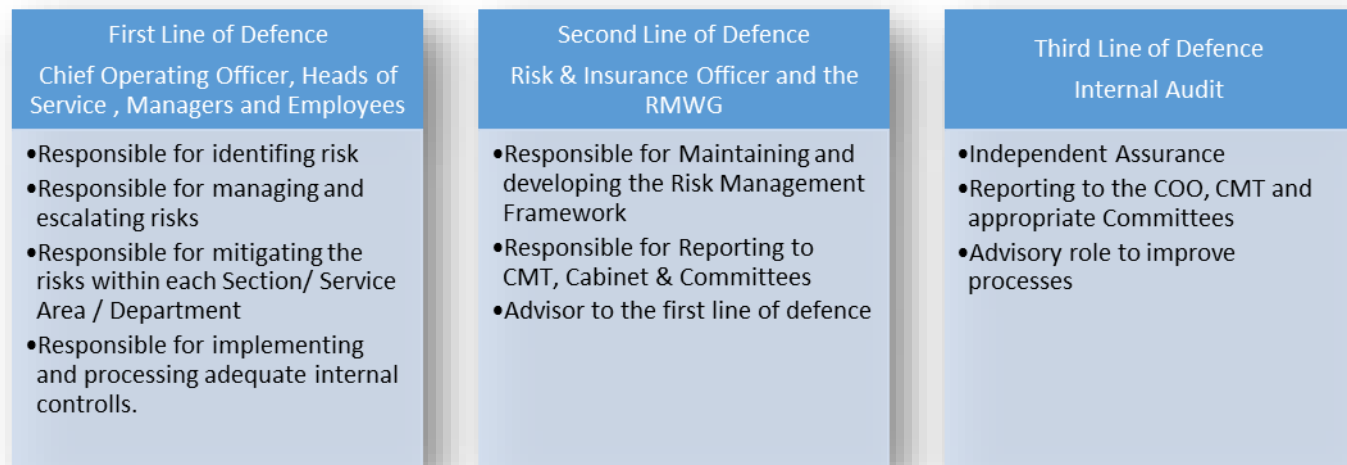 First Line of Defence
Chief Operating Officer, Heads of
Service , Managers and Employees
•Responsible for identifing risk
•Responsible for managing and
escalating risks
•Responsible for mitigating the
risks within each Section/ Service
Area / Department
•Responsible for implementing
and processing adequate internal
controlls.
Second Line of Defence
Risk & Insurance Officer and the
RMWG
•Responsible for Maintaining and
developing the Risk Management
Framework
•Responsible for Reporting to
CMT, Cabinet & Committees
•Advisor to the first line of defence
Third Line of Defence
Internal Audit
•Independent Assurance
•Reporting to the COO, CMT and
appropriate Committees
•Advisory role to improve
processes